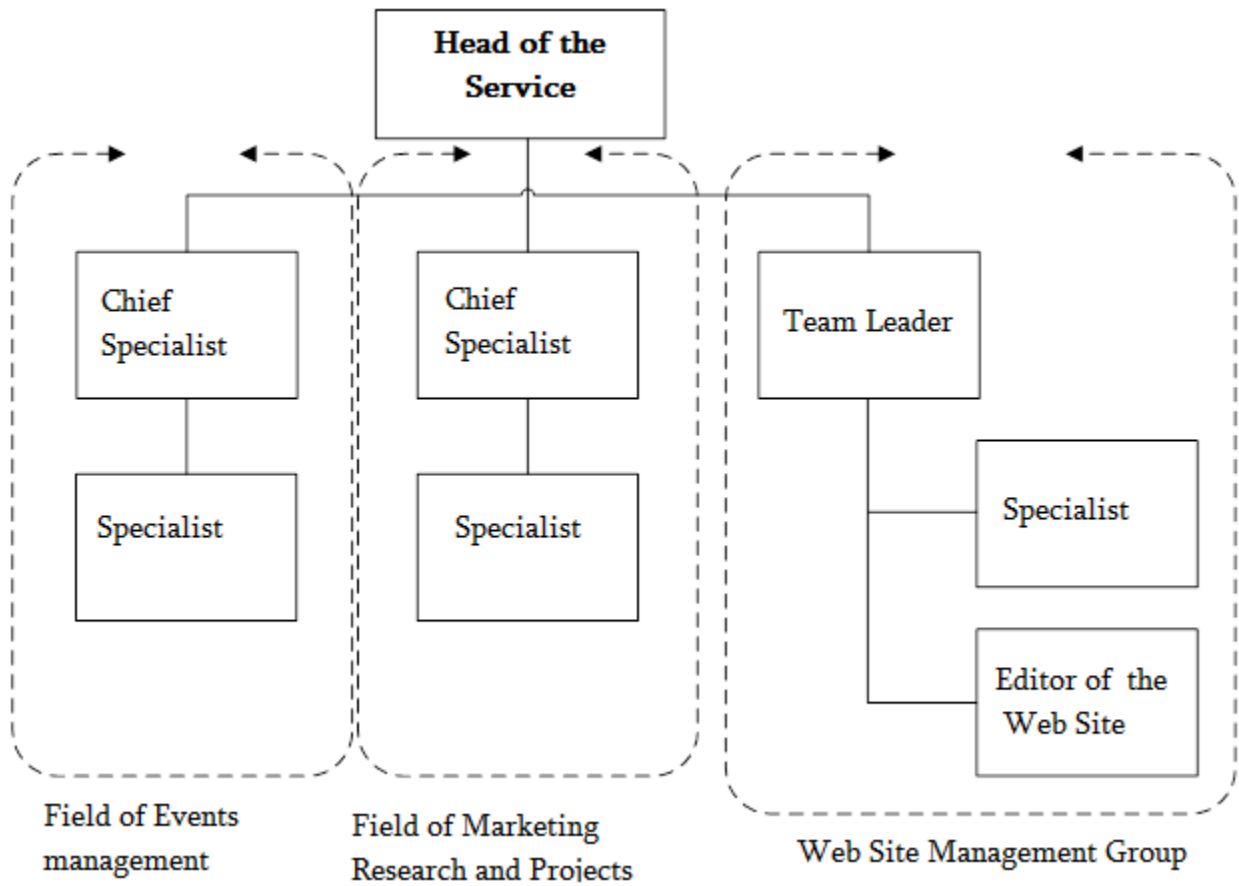 Head of the
Service
Chief
Specialist
Chief
Specialist
Team Leader
Specialist
Specialist
Specialist
Editor of the
Web Site
Field of Events
management
Field of Marketing
Research and Projects
Web Site Management Group